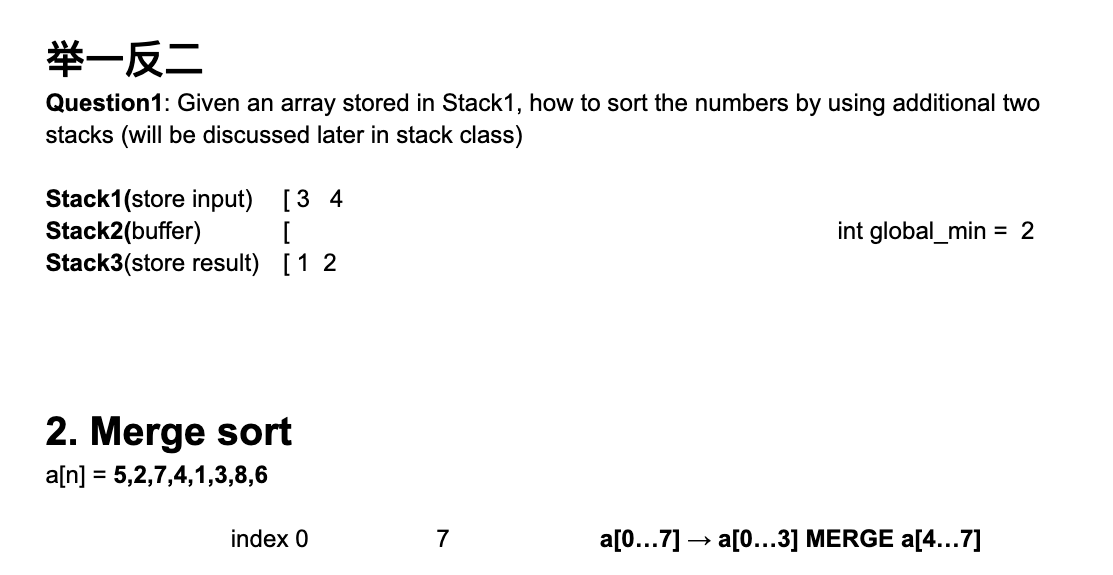 举一反二
Question1: Given an array stored in Stack1, how to sort the numbers by using additional two
stacks (will be discussed later in stack class)
Stack1(store input) [ 3 4
Stack2(buffer) [ int global_min = 2
Stack3(store result) [ 1 2
2. Merge sort
a[n] = 5,2,7,4,1,3,8,6
index 0 7 a[0…7] → a[0…3] MERGE a[4…7]